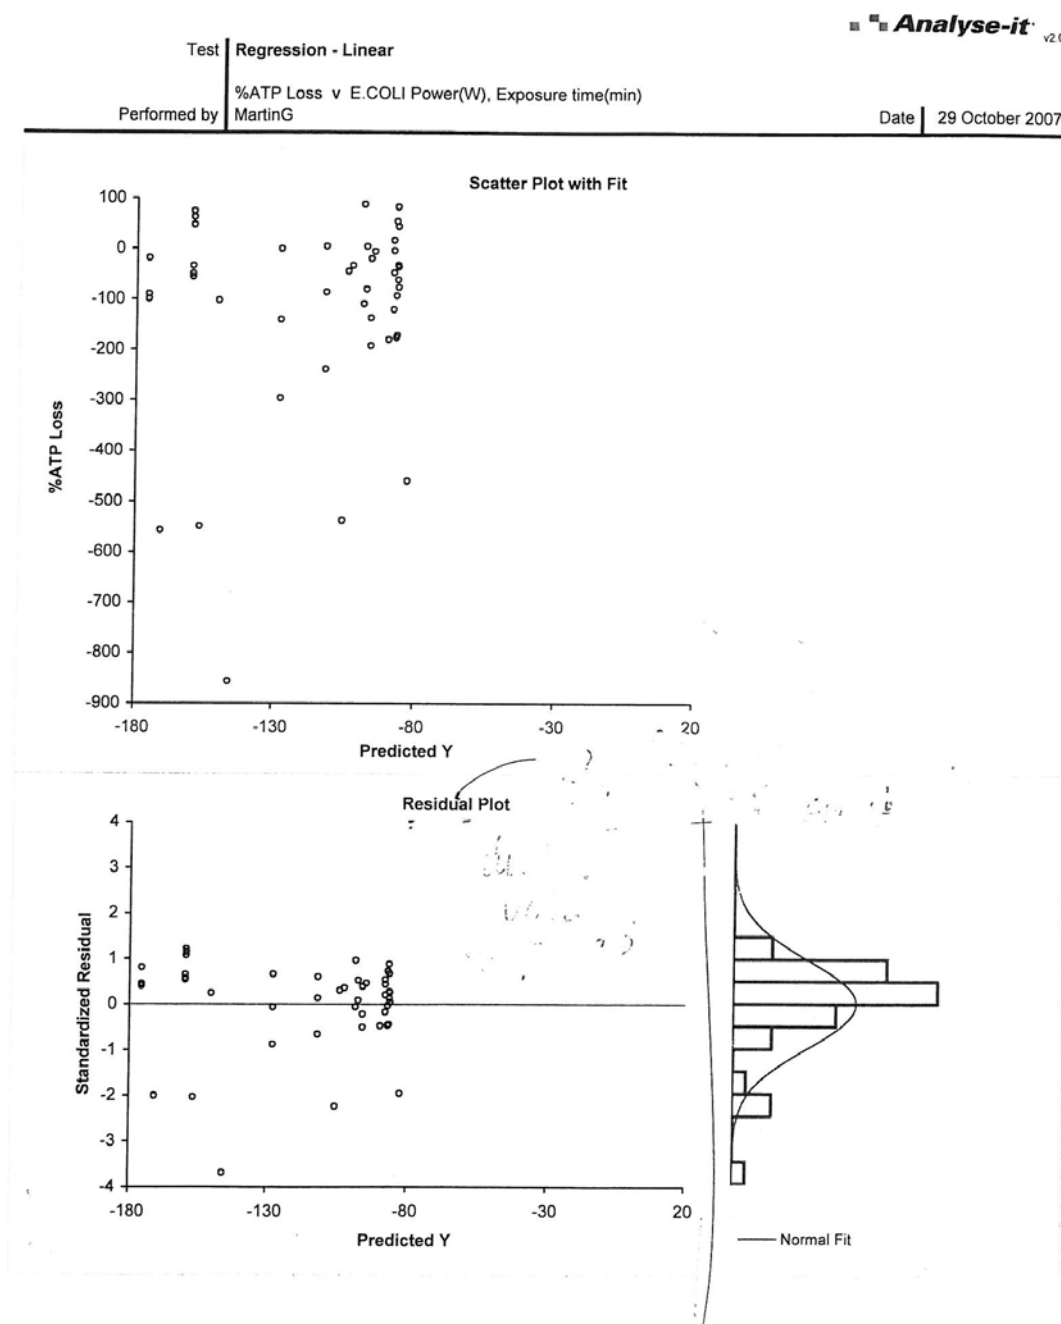 Analyse-it
v2.0
Test Regression - Linear
%ATP Loss v E.COLI Power(W), Exposure time(min)
Performed by MartinG
Date 29 October 2007
Scatter Plot with Fit
100
0
-100
-200
-300
-400
-500
-600
-700
-800
-900
%ATP Loss
-180 -130 -80 -30 20
Predicted Y
?
Residual Plot
4
3
2
1
0
-1
-2
-3
-4
Standardized Residual
-180 -130 -80 -30 20
Predicted Y
Normal Fit